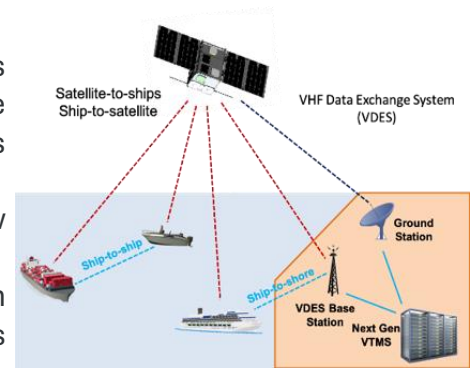 s
e
s
w
n
s
Satellite-to-ships
Ship-to-satellite
VHF Data Exchange System
(VDES)
Ship-to-ship
Ship-to-shore
Ground
Station
VDES Base
Station
Next Gen
VTMS